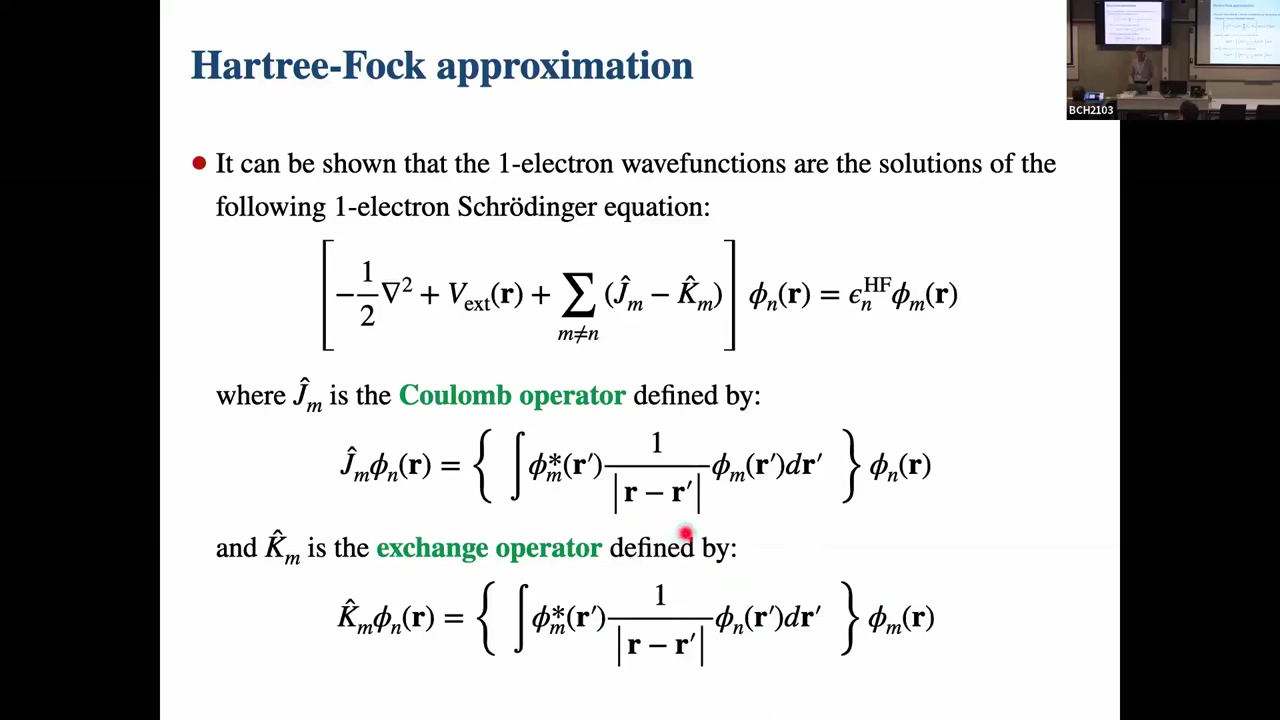 Hartree-Fock approximation
BCH2103
• It can be shown that the 1-electron wavefunctions are the solutions of the
following 1-electron Schrödinger equation:
[ −1/2 ∇² + V_ext(r) + ∑_{m≠n} (Ĵ_m − K̂_m) ] ϕ_n(r) = ϵ_n^HF ϕ_m(r)
where Ĵ_m is the Coulomb operator defined by:
Ĵ_m ϕ_n(r) = { ∫ ϕ_m*(r′) 1/|r − r′| ϕ_m(r′)dr′ } ϕ_n(r)
and K̂_m is the exchange operator defined by:
K̂_m ϕ_n(r) = { ∫ ϕ_m*(r′) 1/|r − r′| ϕ_n(r′)dr′ } ϕ_m(r)